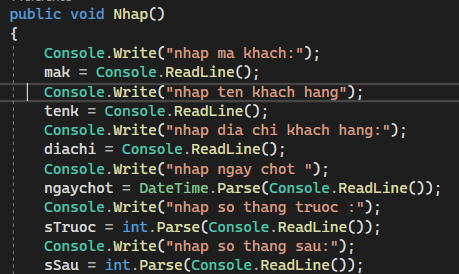 public void Nhap()
{
Console.Write("nhap ma khach:");
mak = Console.ReadLine();
Console.Write("nhap ten khach hang");
tenk = Console.ReadLine();
Console.Write("nhap dia chi khach hang:");
diachi = Console.ReadLine();
Console.Write("nhap ngay chot ");
ngaychot = DateTime.Parse(Console.ReadLine());
Console.Write("nhap so thang truoc :");
sTruoc = int.Parse(Console.ReadLine());
Console.Write("nhap so thang sau:");
sSau = int.Parse(Console.ReadLine());